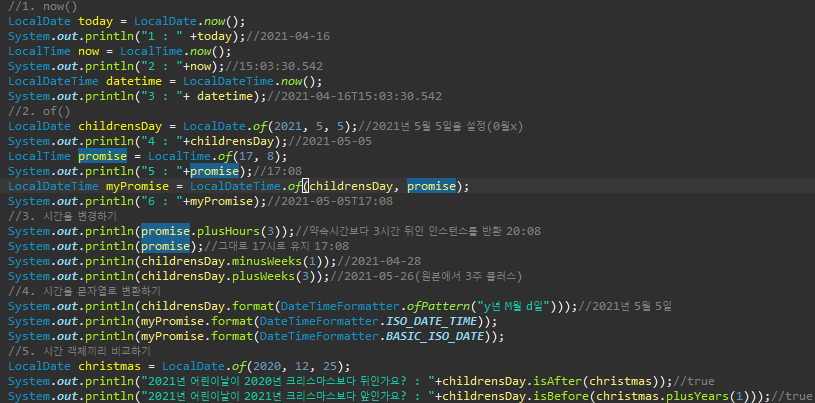 //1. now()
LocalDate today = LocalDate.now();
System.out.println("1 : " +today);//2021-04-16
LocalTime now = LocalTime.now();
System.out.println("2 : "+now);//15:03:30.542
LocalDateTime datetime = LocalDateTime.now();
System.out.println("3 : "+ datetime);//2021-04-16T15:03:30.542
//2. of()
LocalDate childrensDay = LocalDate.of(2021, 5, 5);//2021년 5월 5일을 설정(0월x)
System.out.println("4 : "+childrensDay);//2021-05-05
LocalTime promise = LocalTime.of(17, 8);
System.out.println("5 : "+promise);//17:08
LocalDateTime myPromise = LocalDateTime.of(childrensDay, promise);
System.out.println("6 : "+myPromise);//2021-05-05T17:08
//3. 시간을 변경하기
System.out.println(promise.plusHours(3));//약속시간보다 3시간 뒤인 인스턴스를 반환 20:08
System.out.println(promise);//그대로 17시로 유지 17:08
System.out.println(childrensDay.minusWeeks(1));//2021-04-28
System.out.println(childrensDay.plusWeeks(3));//2021-05-26(원본에서 3주 플러스)
//4. 시간을 문자열로 변환하기
System.out.println(childrensDay.format(DateTimeFormatter.ofPattern("y년 M월 d일")));//2021년 5월 5일
System.out.println(myPromise.format(DateTimeFormatter.ISO_DATE_TIME));
System.out.println(myPromise.format(DateTimeFormatter.BASIC_ISO_DATE));
//5. 시간 객체끼리 비교하기
LocalDate christmas = LocalDate.of(2020, 12, 25);
System.out.println("2021년 어린이날이 2020년 크리스마스보다 뒤인가요? : "+childrensDay.isAfter(christmas));//true
System.out.println("2021년 어린이날이 2021년 크리스마스보다 앞인가요? : "+childrensDay.isBefore(christmas.plusYears(1)));//true